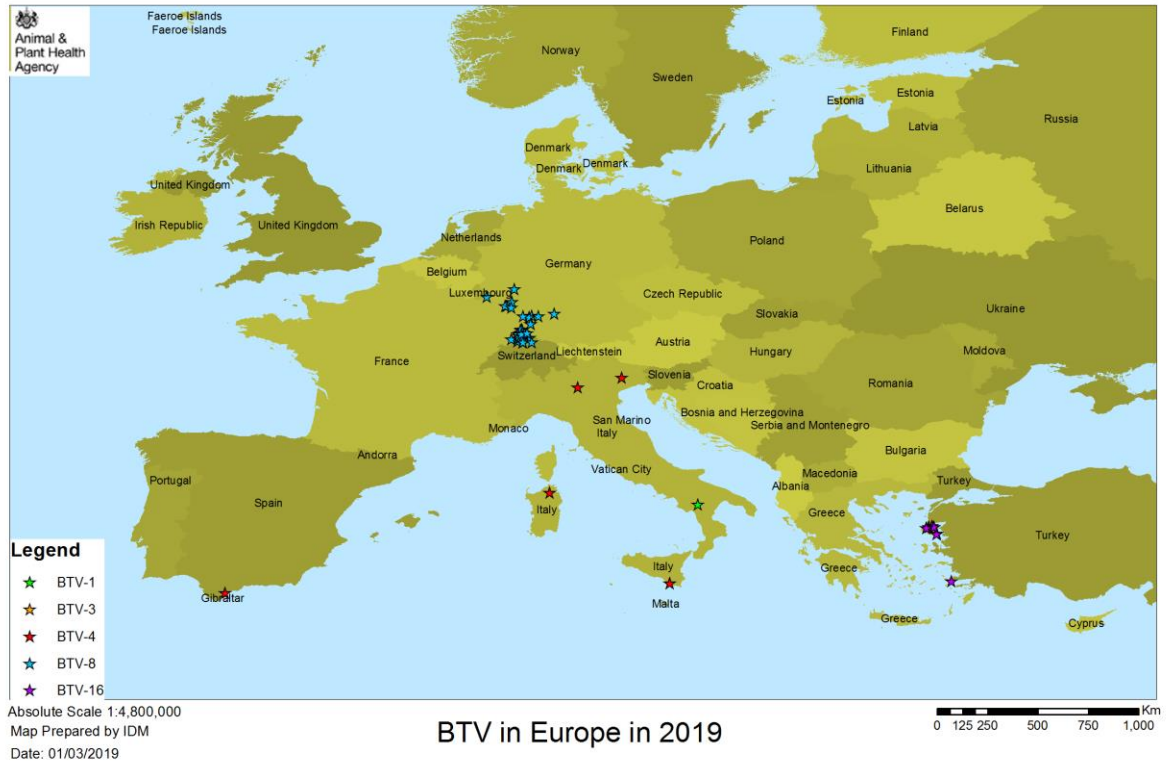 Animal &
Plant Health
Agency
Faeroe Islands
Faeroe Islands
Norway
Finland
Sweden
Estonia
Estonia
Russia
Latvia
Denmark
Denmark
Denmark
Lithuania
United Kingdom
Belarus
Irish Republic
United Kingdom
Netherlands
Poland
Belgium
Germany
Luxembourg
Czech Republic
Ukraine
Slovakia
France
Switzerland
Liechtenstein
Austria
Hungary
Moldova
Slovenia
Croatia
Romania
Bosnia and Herzegovina
San Marino
Monaco
Italy
Serbia and Montenegro
Andorra
Vatican City
Bulgaria
Portugal
Spain
Macedonia
Albania
Turkey
Italy
Greece
Turkey
Italy
Greece
Gibraltar
Malta
Greece
Cyprus
Legend
BTV-1
BTV-3
BTV-4
BTV-8
BTV-16
Absolute Scale 1:4,800,000
Map Prepared by IDM
Date: 01/03/2019
BTV in Europe in 2019
Km
0 125 250 500 750 1,000